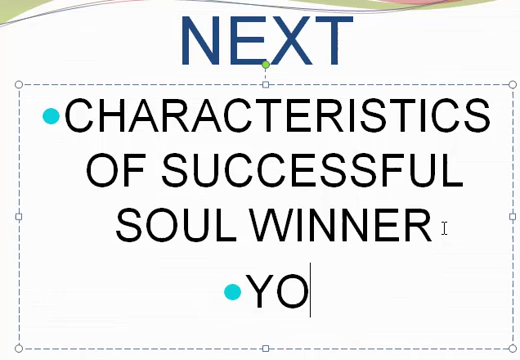 NEXT
•CHARACTERISTICS
OF SUCCESSFUL
SOUL WINNER
•YO